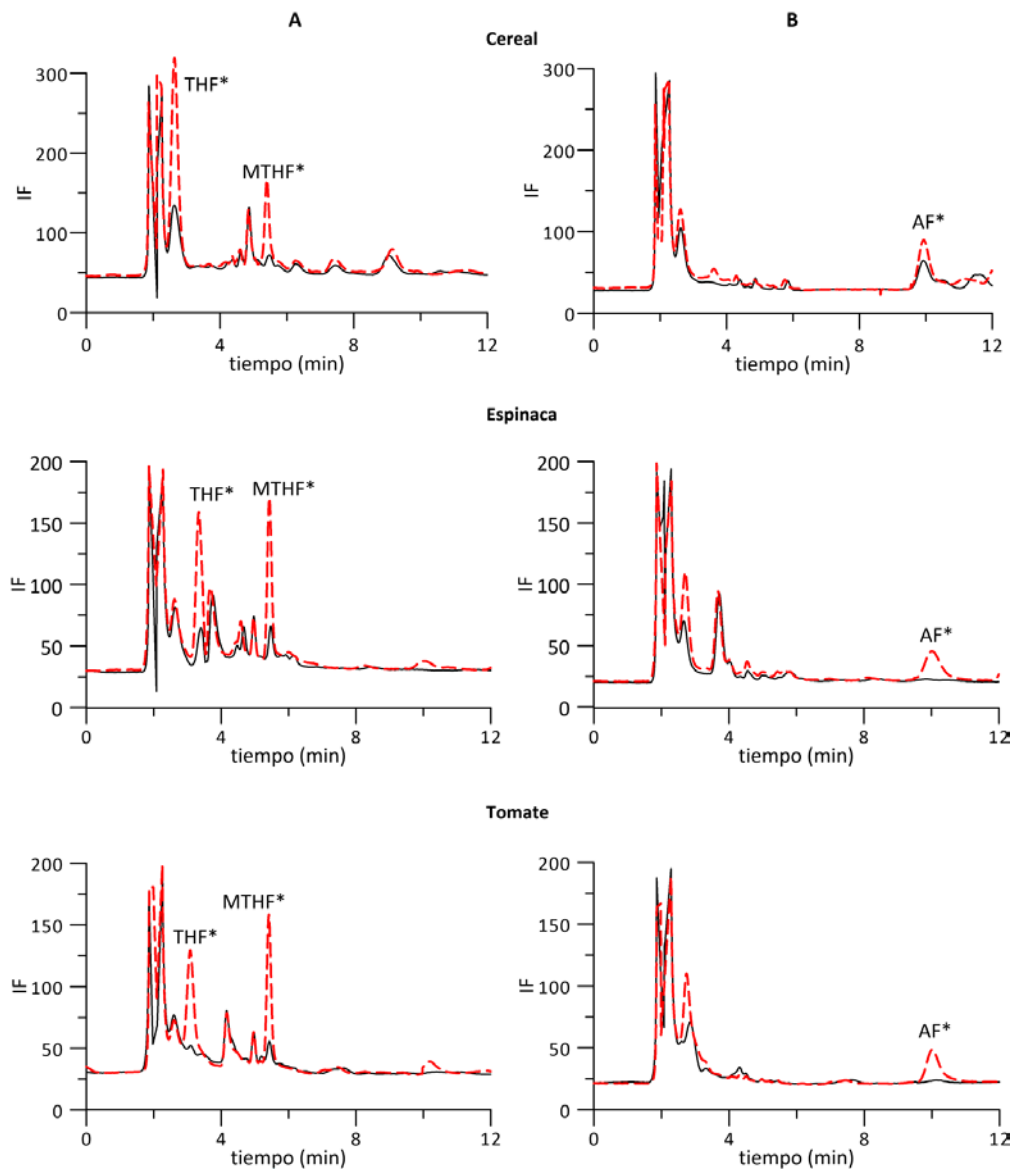 A B
Cereal
300 300
THF*
200 200
MTHF*
IF IF
AF*
100 100
0 0
0 4 8 12 0 4 8 12
tiempo (min) tiempo (min)
Espinaca
200 200
THF* MTHF*
150 150
IF IF
100 100
AF*
50 50
0 0
0 4 8 12 0 4 8 12
tiempo (min) tiempo (min)
Tomate
200 200
MTHF*
150 150
THF*
IF IF
100 100
AF*
50 50
0 0
0 4 8 12 0 4 8 12
tiempo (min) tiempo (min)